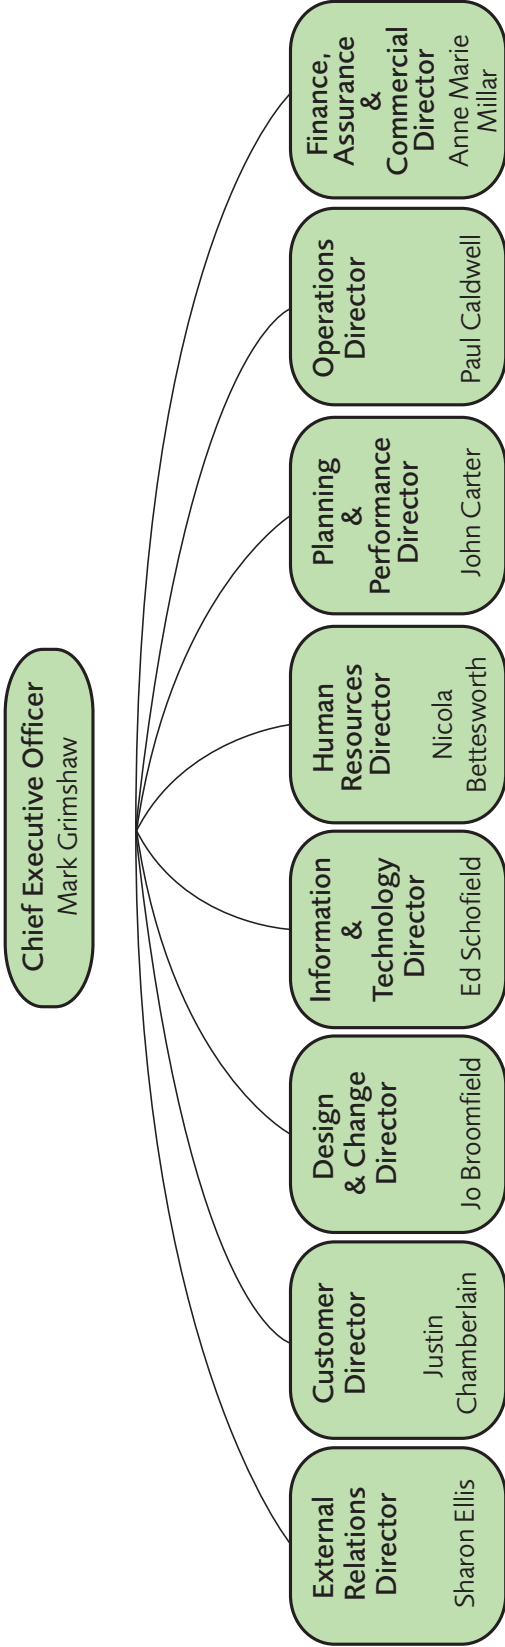 Chief Executive Officer
Mark Grimshaw
External
Relations
Director
Sharon Ellis
Customer
Director
Justin
Chamberlain
Design
& Change
Director
Jo Broomfield
Information
&
Technology
Director
Ed Schofield
Human
Resources
Director
Nicola
Bettesworth
Planning
&
Performance
Director
John Carter
Operations
Director
Paul Caldwell
Finance,
Assurance
&
Commercial
Director
Anne Marie
Millar